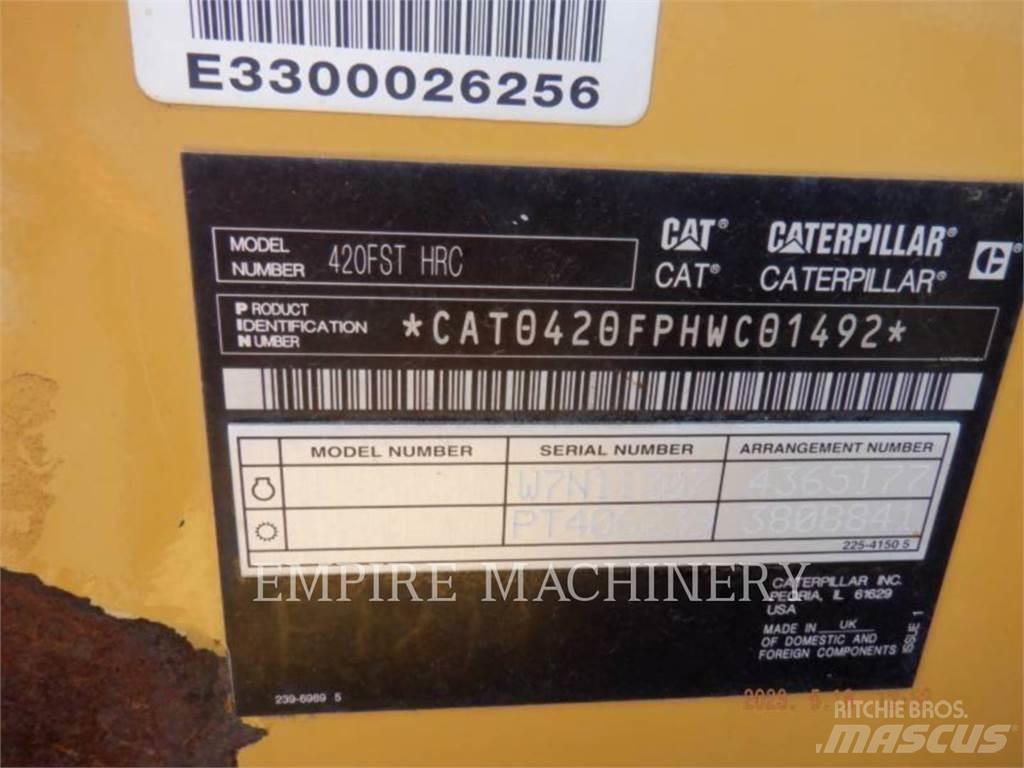 E3300026256
MODEL NUMBER 420FST HRC
CAT® CATERPILLAR®
CAT® CATERPILLAR®
PRODUCT IDENTIFICATION NUMBER *CAT0420FPHWC01492*
MODEL NUMBER SERIAL NUMBER ARRANGEMENT NUMBER
4365177
3808841
225-4150 5
EMPIRE MACHINERY
CATERPILLAR INC.
PEORIA, IL 61629
USA
MADE IN UK
OF DOMESTIC AND
FOREIGN COMPONENTS
ISSUE 1
239-6989 5
RITCHIE BROS.
MASCUS